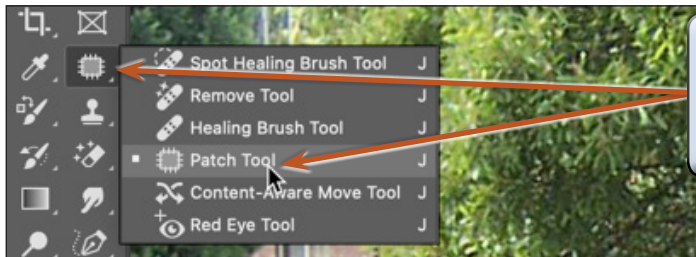 Spot Healing Brush Tool J
Remove Tool J
Healing Brush Tool J
Patch Tool J
Content-Aware Move Tool J
Red Eye Tool J